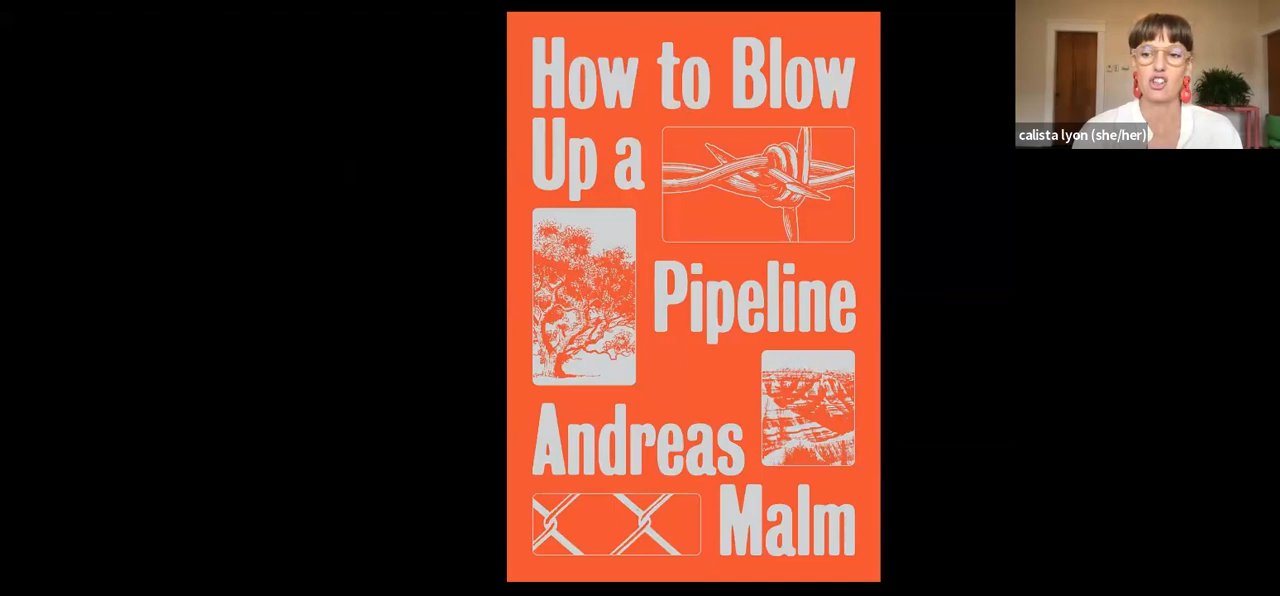 How to Blow
Up a
Pipeline
Andreas
Malm
calista lyon (she/her)